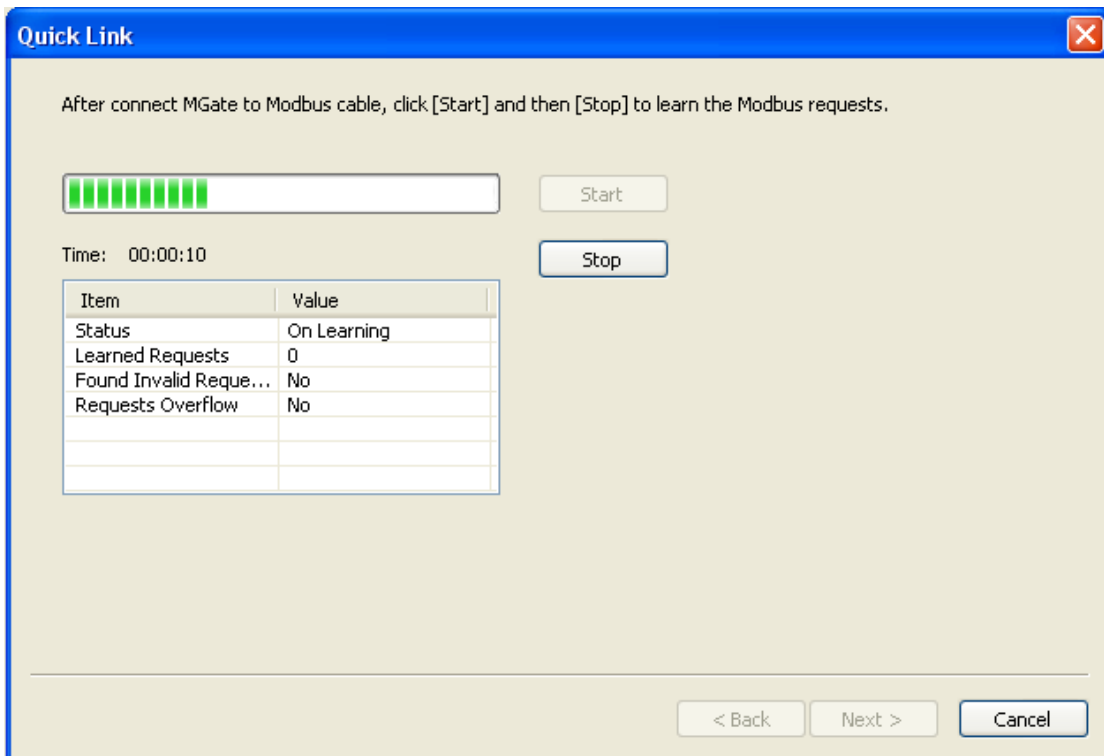 Quick Link
After connect MGate to Modbus cable, click [Start] and then [Stop] to learn the Modbus requests.
Start
Time: 00:00:10
Stop
Item Value
Status On Learning
Learned Requests 0
Found Invalid Reque... No
Requests Overflow No
< Back Next > Cancel